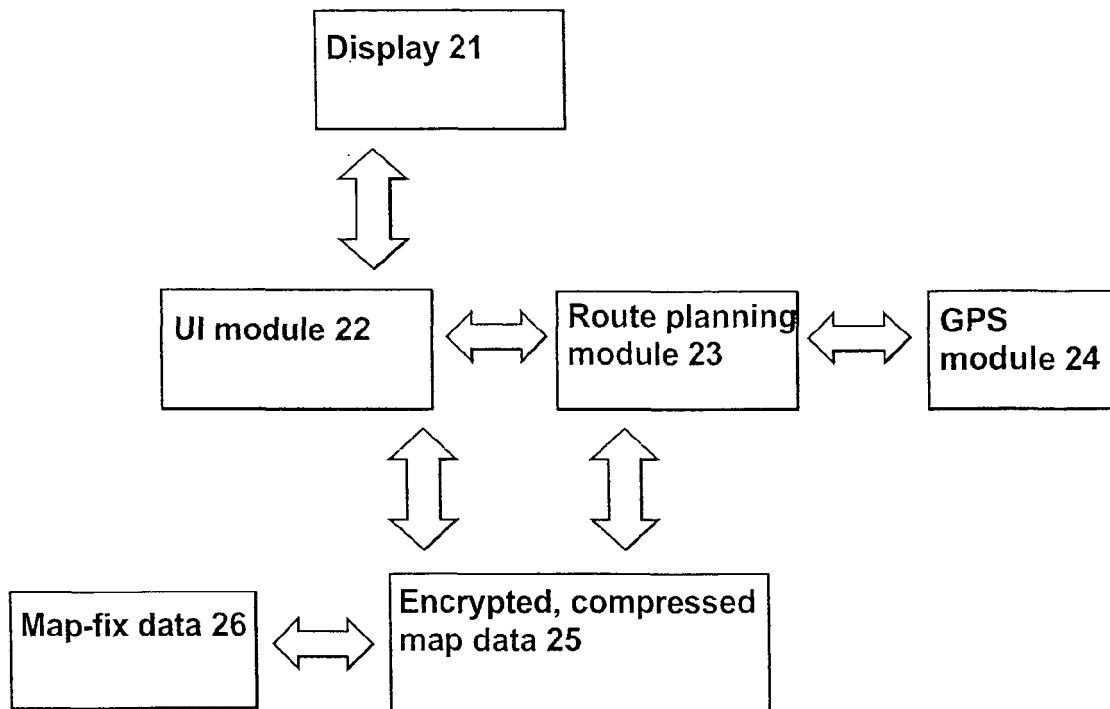 Display 21
UI module 22
Route planning
module 23
GPS
module 24
Map-fix data 26
Encrypted, compressed
map data 25